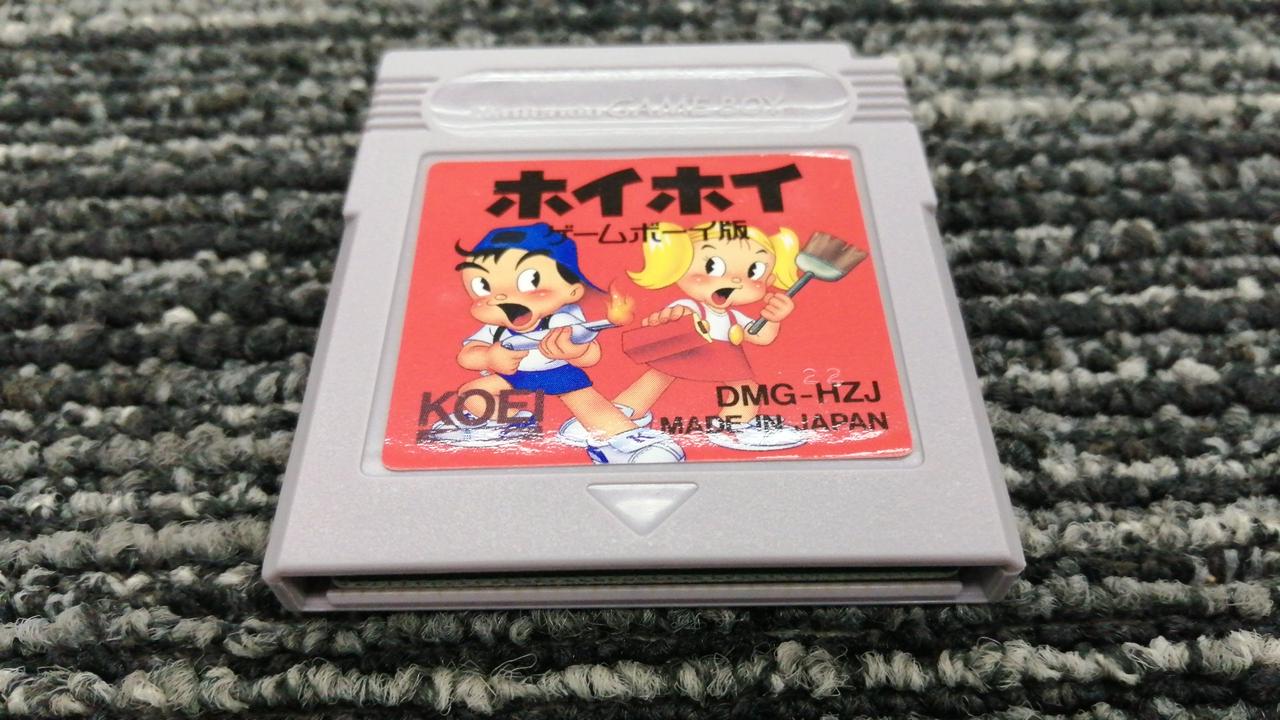 Nintendo GAME BOY
ホイホイ
ゲームボーイ版
22
KOEI
DMG-HZJ
MADE IN JAPAN
K